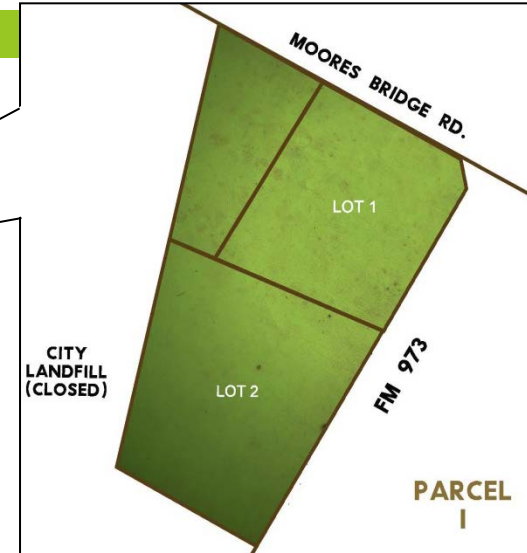 MOORES BRIDGE RD.
LOT 1
CITY
LANDFILL
(CLOSED)
LOT 2
FM 973
PARCEL
I